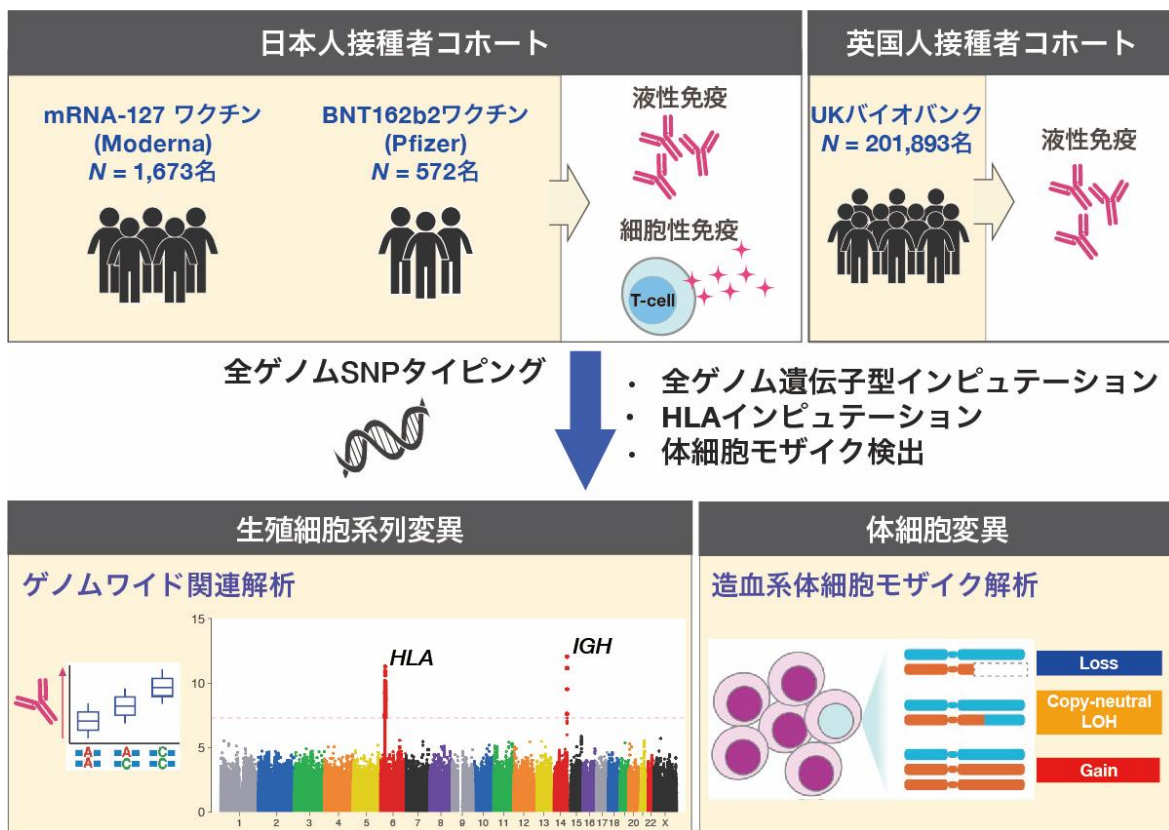 日本人接種者コホート
英国人接種者コホート
mRNA-127 ワクチン
(Moderna)
N = 1,673名
BNT162b2ワクチン
(Pfizer)
N = 572名
液性免疫
細胞性免疫
T-cell
UKバイオバンク
N = 201,893名
液性免疫
全ゲノムSNPタイピング
• 全ゲノム遺伝子型インピュテーション
• HLAインピュテーション
• 体細胞モザイク検出
生殖細胞系列変異
ゲノムワイド関連解析
A A C
A C C
15
10
5
0
HLA
IGH
1 2 3 4 5 6 7 8 9 10 11 12 13 14 15 16 17 18 20 22 X
体細胞変異
造血系体細胞モザイク解析
Loss
Copy-neutral
LOH
Gain